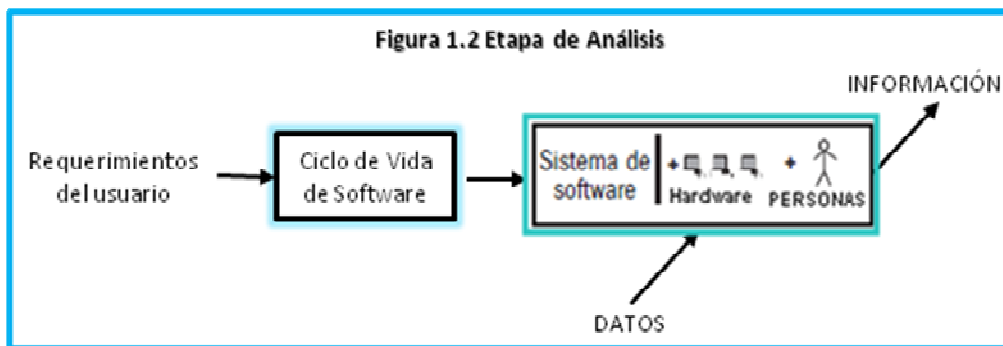 Figura 1.2 Etapa de Análisis
INFORMACIÓN
Requerimientos
del usuario
Ciclo de Vida
de Software
Sistema de
software
+ Hardware
+ PERSONAS
DATOS